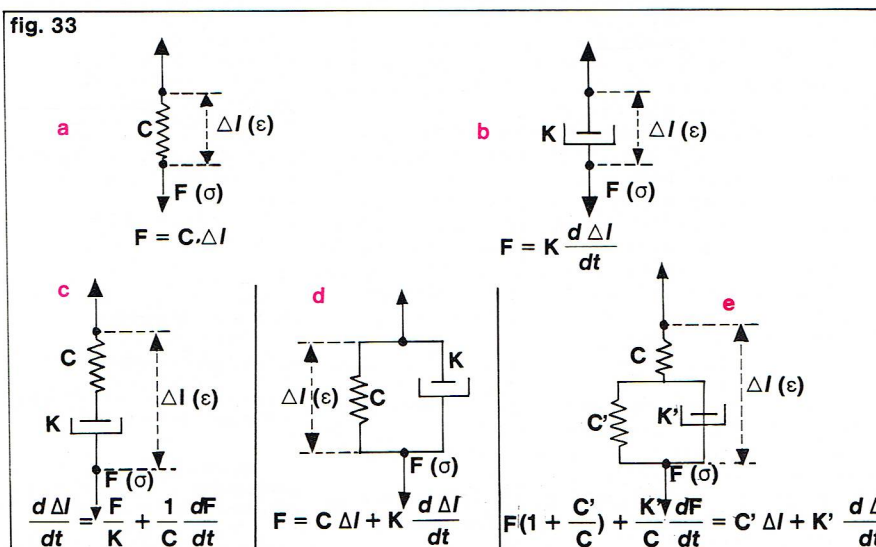 fig. 33
a
C
Δl (ε)
F (σ)
F = C.Δl
b
K
Δl (ε)
F (σ)
F = K d Δl / dt
c
C
K
Δl (ε)
F (σ)
d Δl / dt = F / K + 1 / C dF / dt
d
Δl (ε)
C
K
F (σ)
F = C Δl + K d Δl / dt
e
C
C'
K'
Δl (ε)
F (σ)
F(1 + C' / C) + K' / C dF / dt = C' Δl + K' d Δ / dt